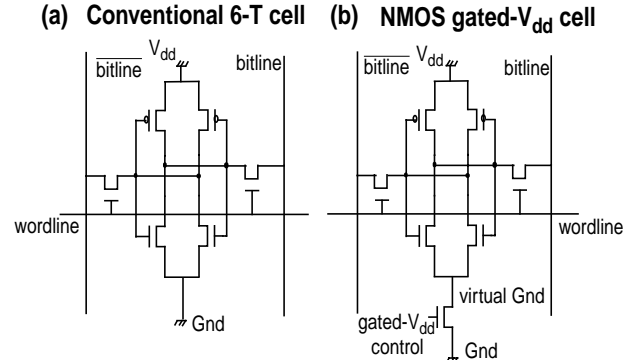 (a) Conventional 6-T cell
(b) NMOS gated-Vdd cell
bitline
Vdd
bitline
wordline
Gnd
bitline
Vdd
bitline
wordline
virtual Gnd
gated-Vdd
control
Gnd